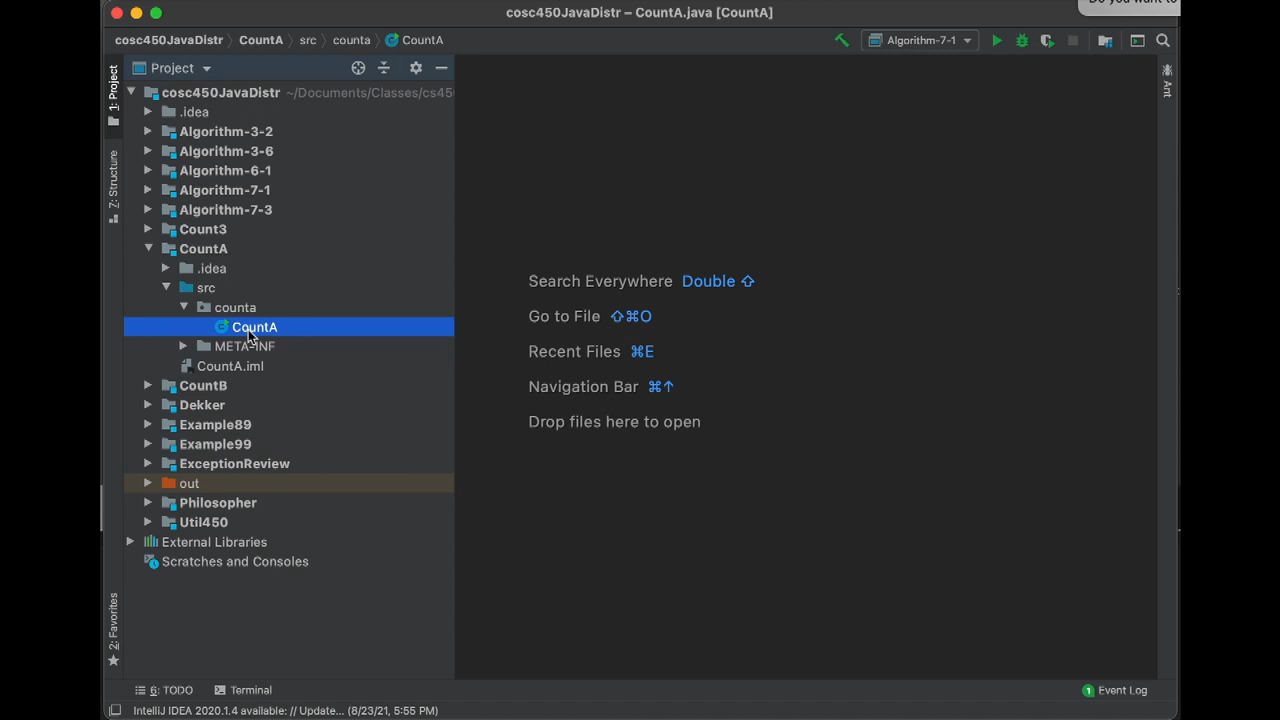 Do you want to
cosc450JavaDistr – CountA.java [CountA]
cosc450JavaDistr CountA src counta CountA
Algorithm-7-1
1: Project
Project
cosc450JavaDistr ~/Documents/Classes/cs45
.idea
Algorithm-3-2
Algorithm-3-6
Algorithm-6-1
Algorithm-7-1
Algorithm-7-3
Count3
CountA
.idea
src
counta
CountA
META-INF
CountA.iml
CountB
Dekker
Example89
Example99
ExceptionReview
out
Philosopher
Util450
External Libraries
Scratches and Consoles
7: Structure
2: Favorites
Search Everywhere Double ⇧
Go to File ⇧⌘O
Recent Files ⌘E
Navigation Bar ⌘↑
Drop files here to open
Ant
6: TODO
Terminal
1 Event Log
IntelliJ IDEA 2020.1.4 available: // Update... (8/23/21, 5:55 PM)